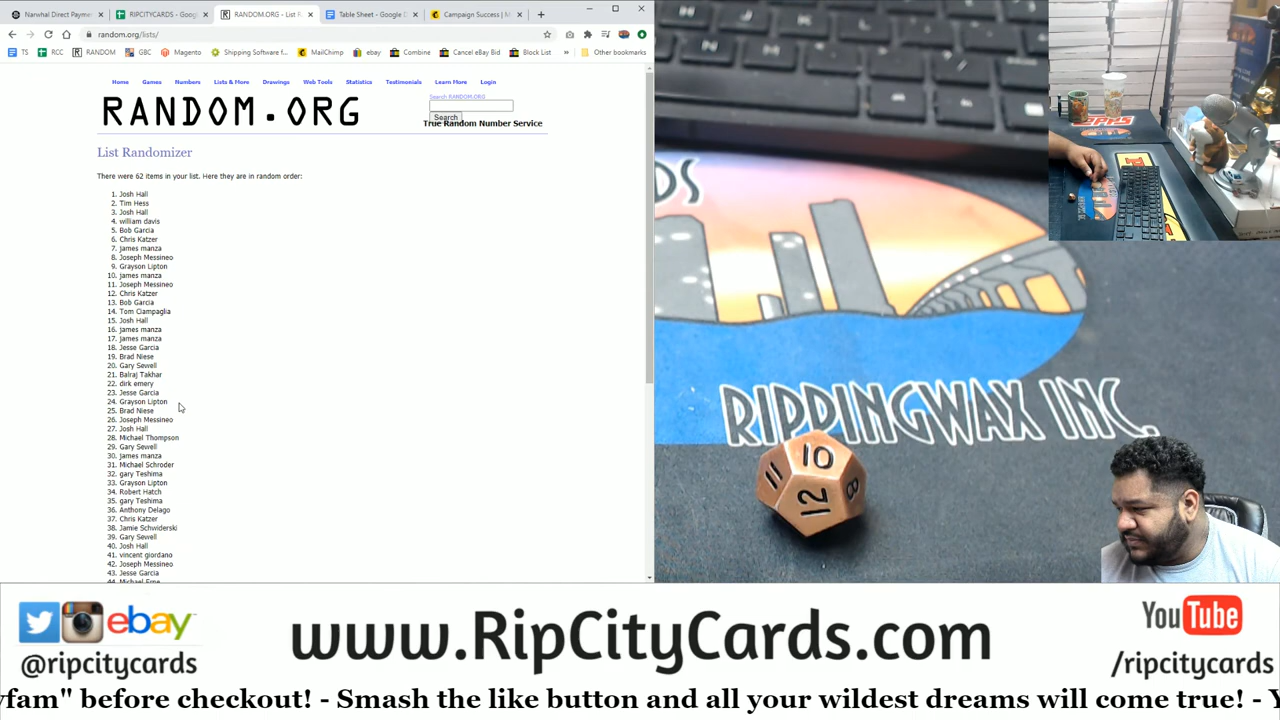 Narwhal Direct Payme
RIPCITYCARDS - Goog
RANDOM.ORG - List R
Table Sheet - Google D
Campaign Success | M
random.org/lists/
TS
RCC
RANDOM
GBC
Magento
Shipping Software f...
MailChimp
ebay
Combine
Cancel eBay Bid
Block List
Other bookmarks
Home Games Numbers Lists & More Drawings Web Tools Statistics Testimonials Learn More Login
RANDOM.ORG
Search RANDOM.ORG
Search
True Random Number Service
List Randomizer
There were 62 items in your list. Here they are in random order:
1. Josh Hall
2. Tim Hess
3. Josh Hall
4. william davis
5. Bob Garcia
6. Chris Katzer
7. james manza
8. Joseph Messineo
9. Grayson Lipton
10. james manza
11. Joseph Messineo
12. Chris Katzer
13. Bob Garcia
14. Tom Ciampaglia
15. Josh Hall
16. james manza
17. james manza
18. Jesse Garcia
19. Brad Niese
20. Gary Sewell
21. Balraj Takhar
22. dirk emery
23. Jesse Garcia
24. Grayson Lipton
25. Brad Niese
26. Joseph Messineo
27. Josh Hall
28. Michael Thompson
29. Gary Sewell
30. james manza
31. Michael Schroder
32. gary Teshima
33. Grayson Lipton
34. Robert Hatch
35. gary Teshima
36. Anthony Delago
37. Chris Katzer
38. Jamie Schwiderski
39. Gary Sewell
40. Josh Hall
41. vincent giordano
42. Joseph Messineo
43. Jesse Garcia
44. Michael
DS
RIPPINGWAX INC.
10
11
12
8
TOPPS
ebay
@ripcitycards
www.RipCityCards.com
YouTube
/ripcitycards
yfam" before checkout! - Smash the like button and all your wildest dreams will come true! - Y